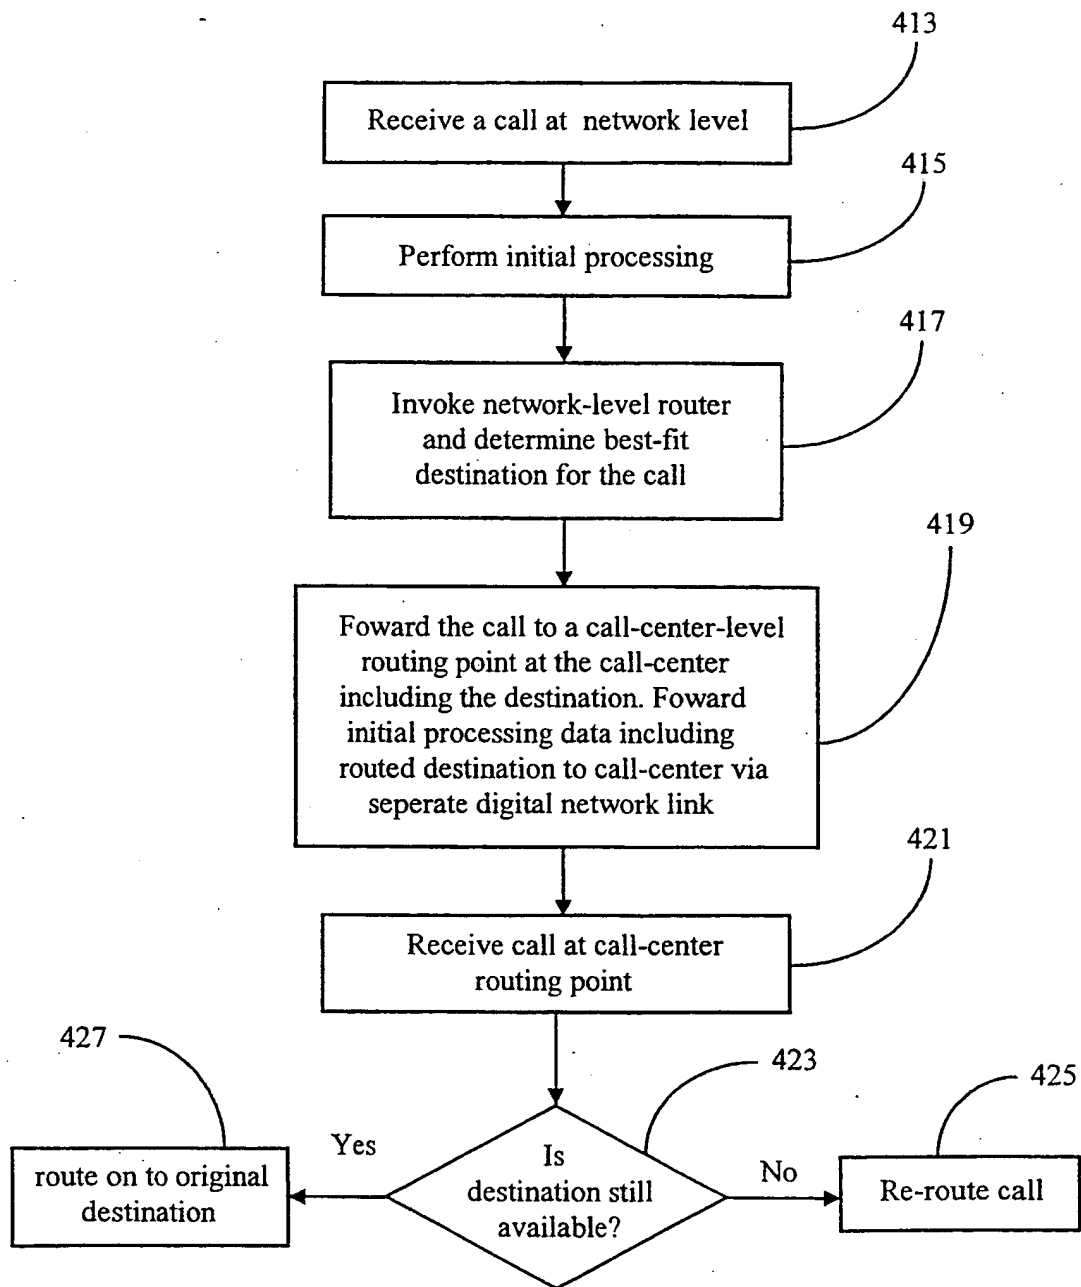 413
Receive a call at network level
415
Perform initial processing
417
Invoke network-level router
and determine best-fit
destination for the call
419
Foward the call to a call-center-level
routing point at the call-center
including the destination. Foward
initial processing data including
routed destination to call-center via
seperate digital network link
421
Receive call at call-center
routing point
427
423
425
Yes
Is
destination still
available?
No
route on to original
destination
Re-route call